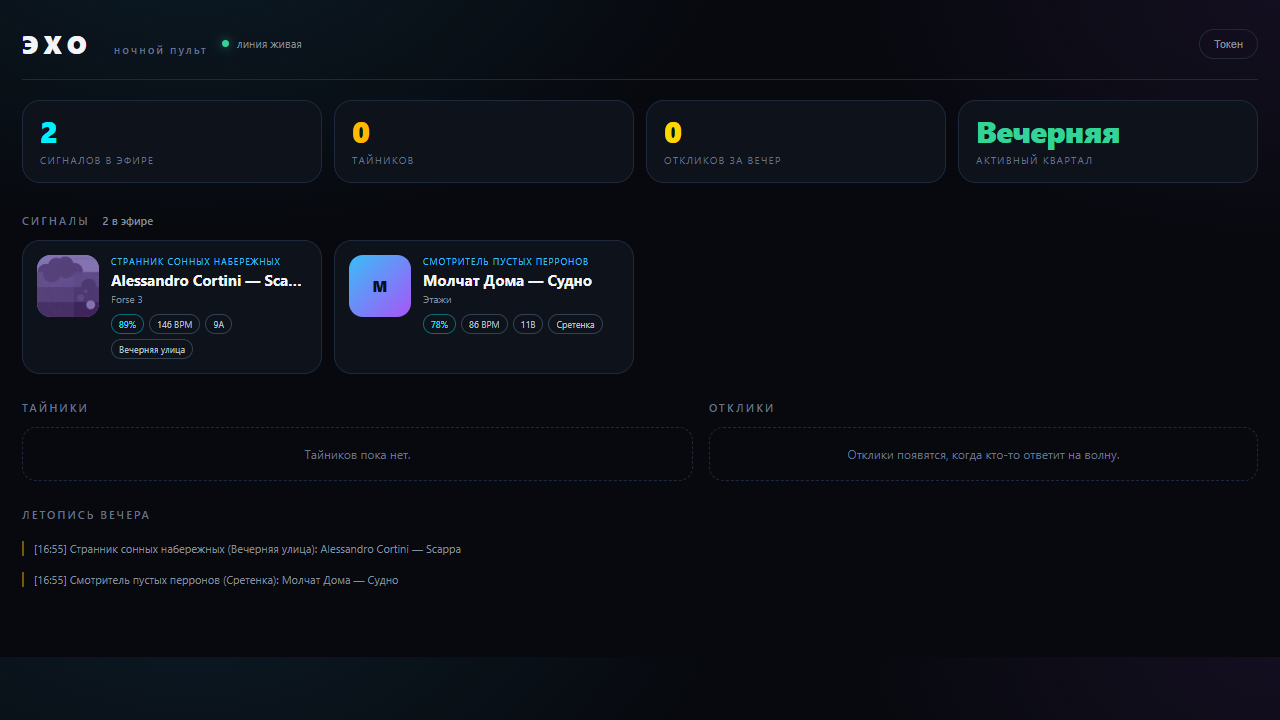 эхо
ночной пульт
линия живая
Токен
2
СИГНАЛОВ В ЭФИРЕ
0
ТАЙНИКОВ
0
ОТКЛИКОВ ЗА ВЕЧЕР
Вечерняя
АКТИВНЫЙ КВАРТАЛ
СИГНАЛЫ 2 в эфире
СТРАННИК СОННЫХ НАБЕРЕЖНЫХ
Alessandro Cortini — Sca...
Forse 3
89% 146 BPM 9A
Вечерняя улица
М
СМОТРИТЕЛЬ ПУСТЫХ ПЕРРОНОВ
Молчат Дома — Судно
Этажи
78% 86 BPM 11B Сретенка
ТАЙНИКИ
Тайников пока нет.
ОТКЛИКИ
Отклики появятся, когда кто-то ответит на волну.
ЛЕТОПИСЬ ВЕЧЕРА
[16:55] Странник сонных набережных (Вечерняя улица): Alessandro Cortini — Scappa
[16:55] Смотритель пустых перронов (Сретенка): Молчат Дома — Судно